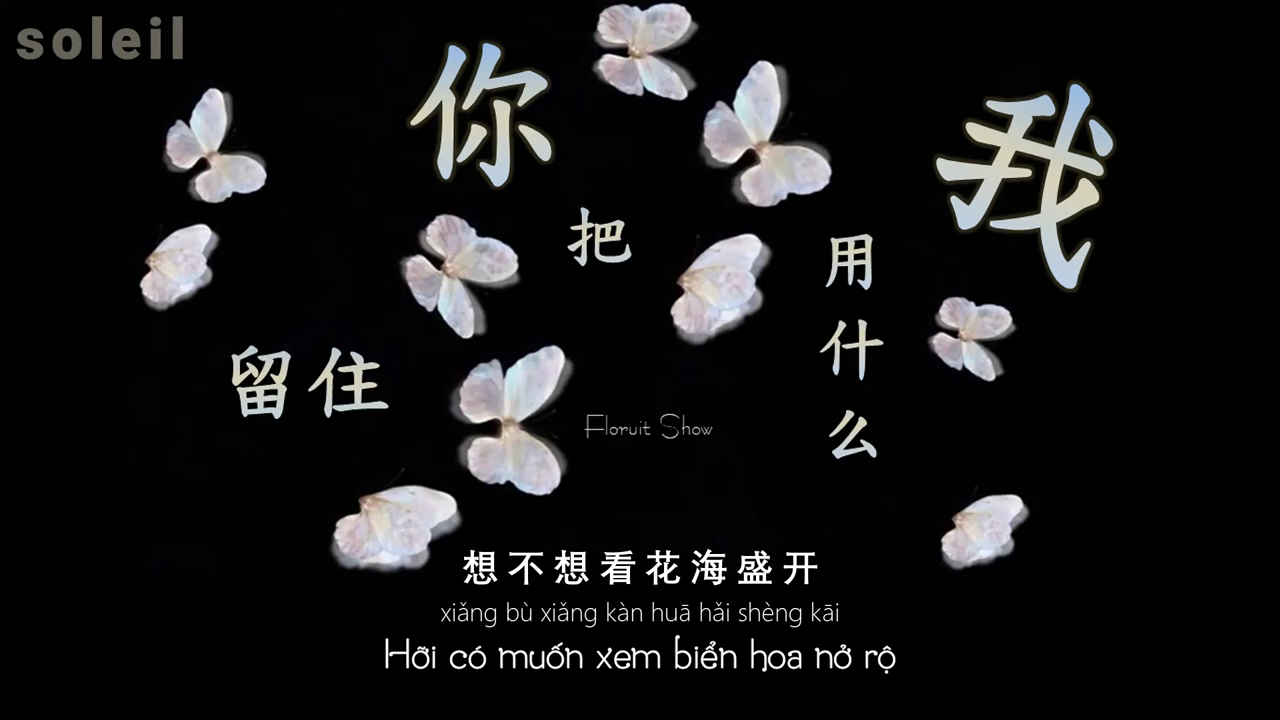 soleil
我
用什么
把
你
留住
Floruit Show
想不想看花海盛开
xiǎng bù xiǎng kàn huā hǎi shèng kāi
Hỡi có muốn xem biển hoa nở rộ